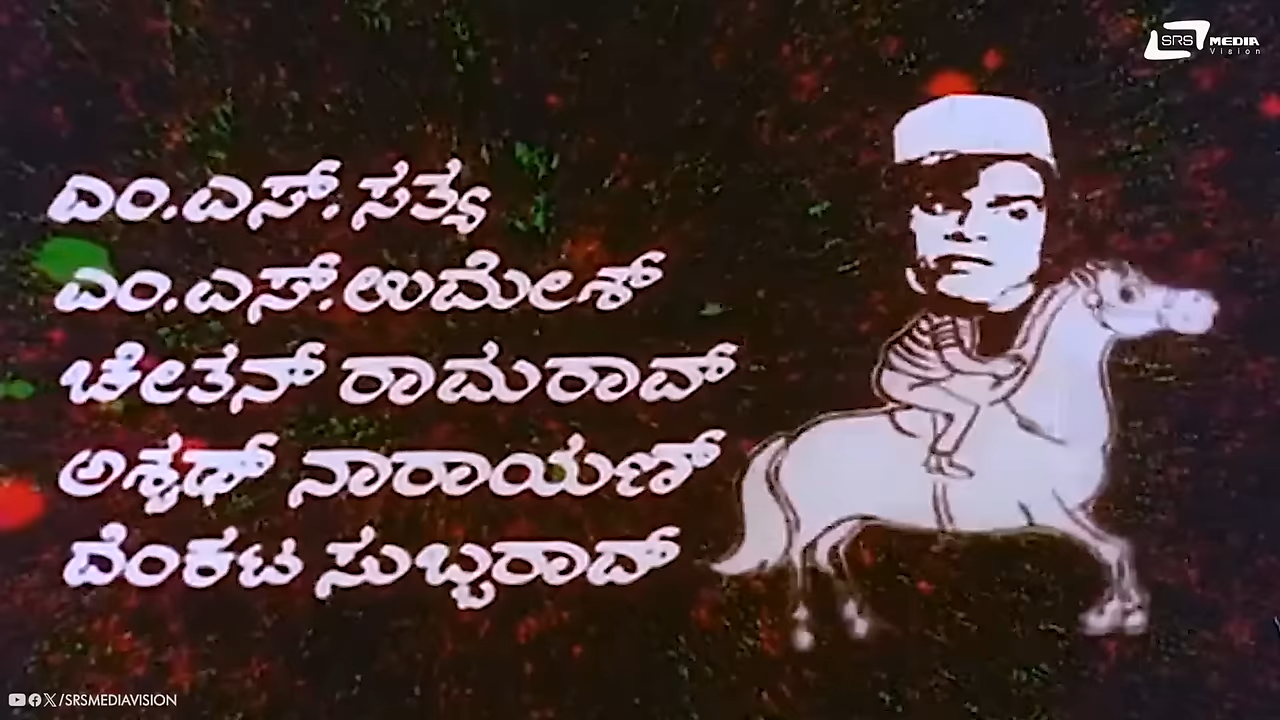 SRS MEDIA
Vision
ಎಂ.ಎಸ್. ಸತ್ಯ
ಎಂ.ಎಸ್. ಉಮೇಶ್
ಚೇತನ್ ರಾಮರಾವ್
ಅಶ್ವಥ್ ನಾರಾಯಣ್
ವೆಂಕಟ ಸುಬ್ಬರಾವ್
/SRSMEDIAVISION